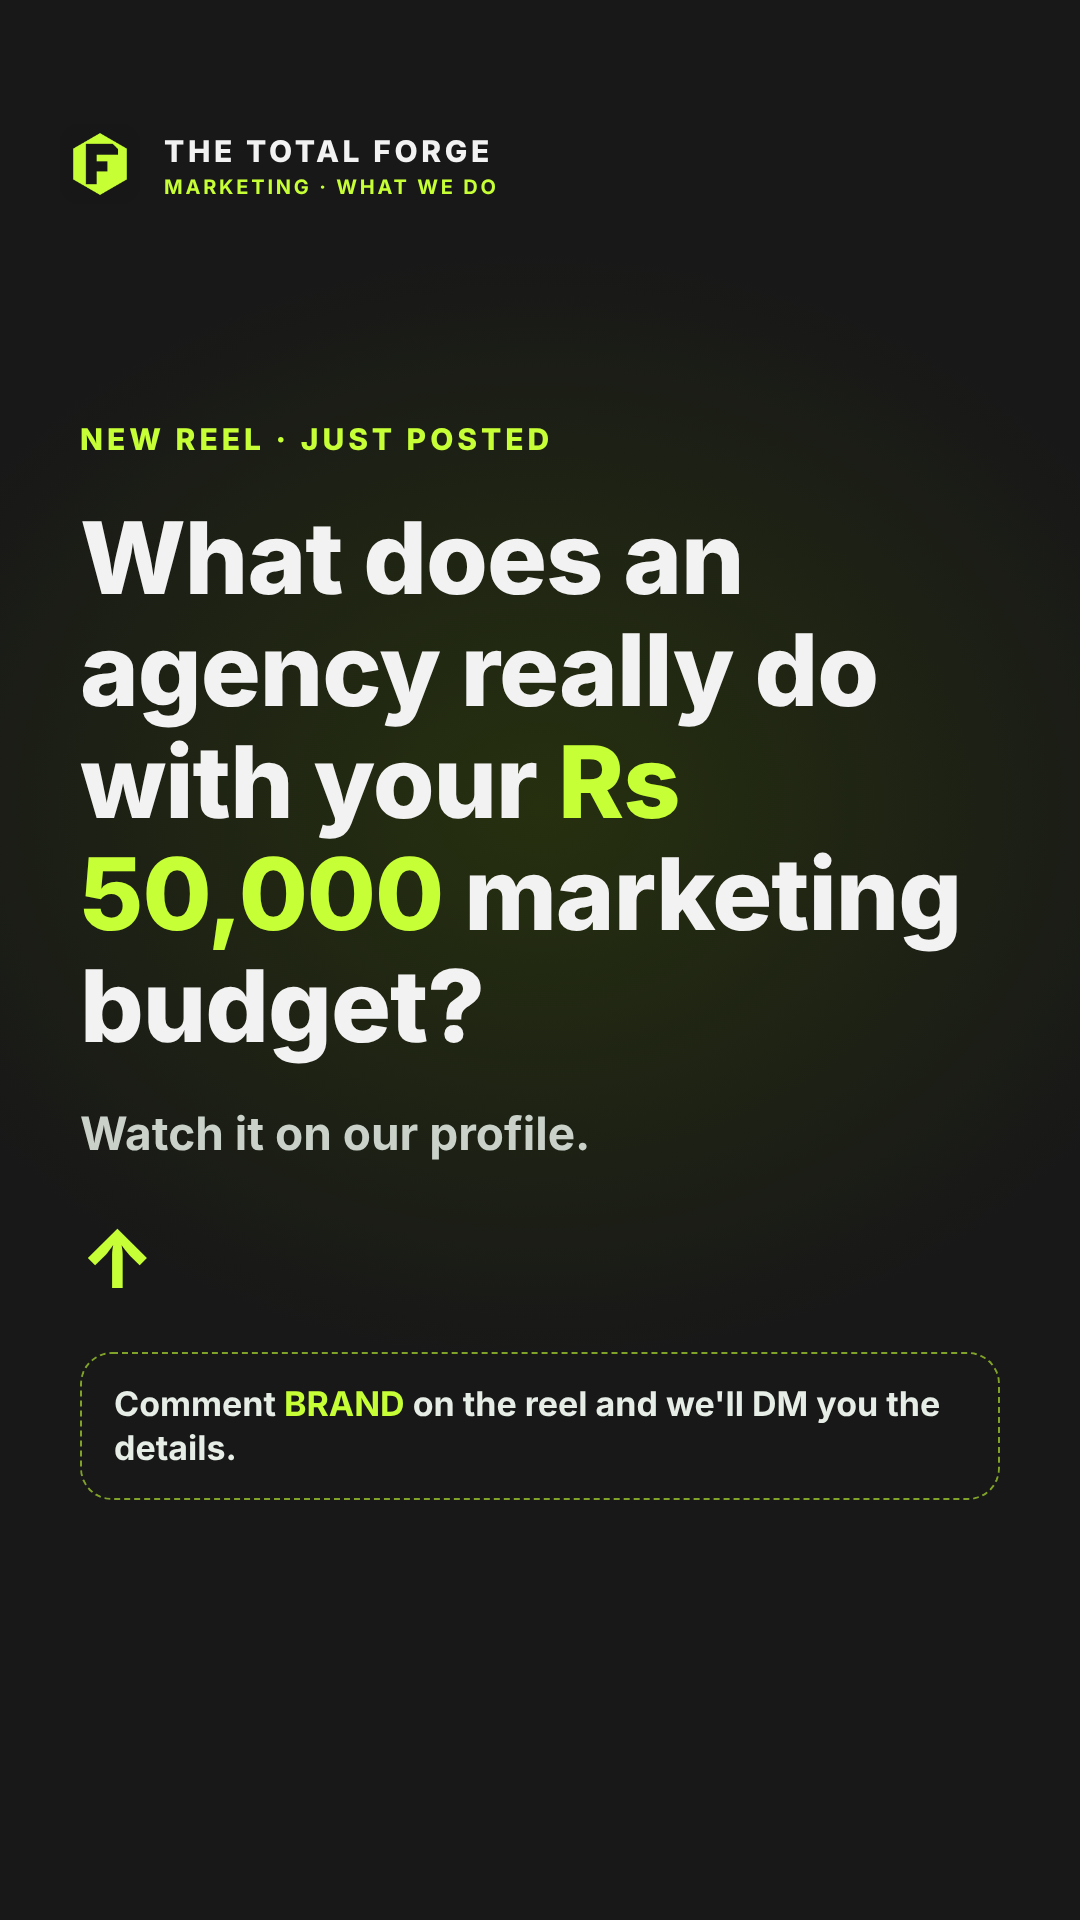 THE TOTAL FORGE
MARKETING · WHAT WE DO
NEW REEL · JUST POSTED
What does an
agency really do
with your Rs
50,000 marketing
budget?
Watch it on our profile.
↑
Comment BRAND on the reel and we'll DM you the
details.